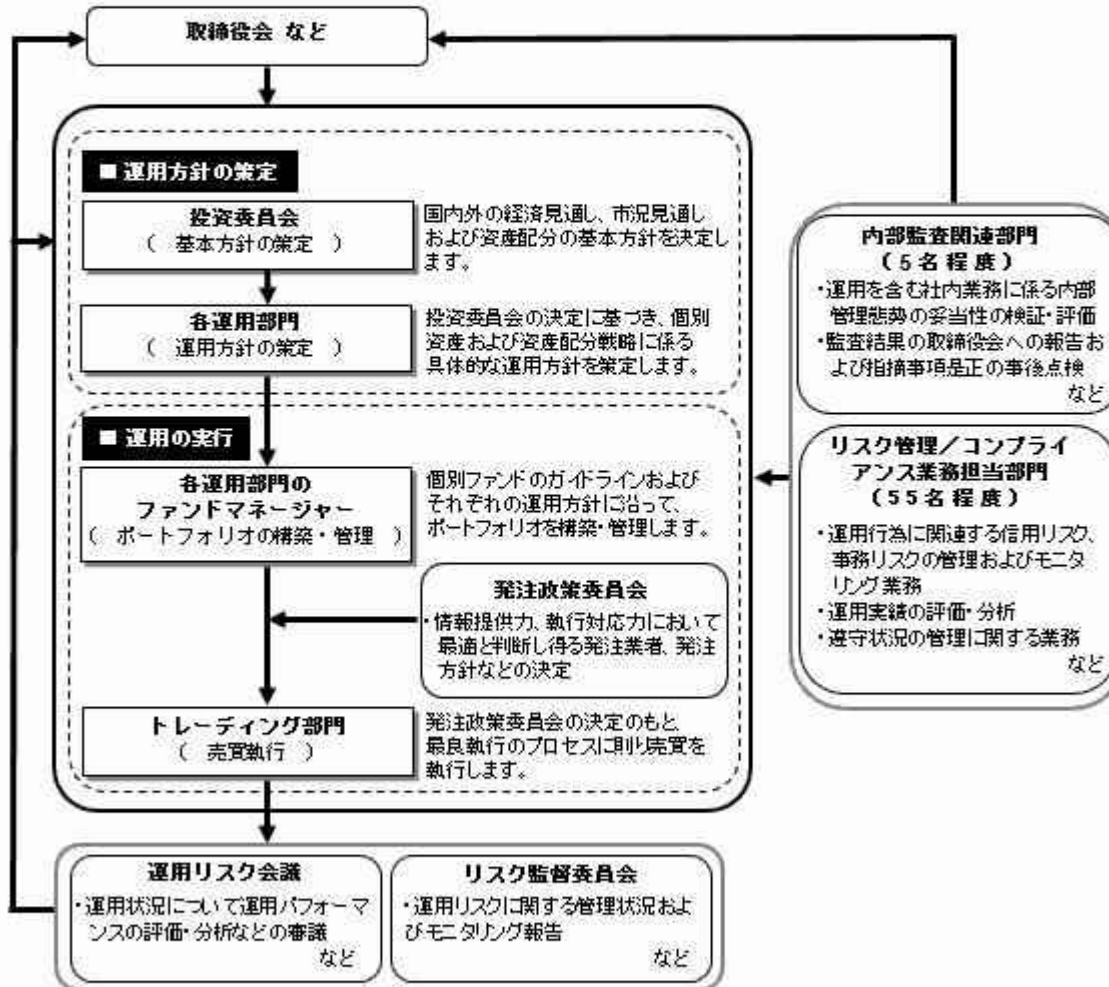 取締役会 など
■ 運用方針の策定
投資委員会
（ 基本方針の策定 ）
国内外の経済見通し、市況見通し
および資産配分の基本方針を決定し
ます。
各運用部門
（ 運用方針の策定 ）
投資委員会の決定に基づき、個別
資産および資産配分戦略に係る
具体的な運用方針を策定します。
■ 運用の実行
各運用部門の
ファンドマネージャー
（ ポートフォリオの構築・管理 ）
個別ファンドのガイドラインおよび
それぞれの運用方針に沿って、
ポートフォリオを構築・管理します。
発注政策委員会
・情報提供力、執行対応力において
最適と判断し得る発注業者、発注
方針などの決定
トレーディング部門
（ 売買執行 ）
発注政策委員会の決定のもと
最良執行のプロセスに則り売買を
執行します。
運用リスク会議
・運用状況について運用パフォーマ
ンスの評価・分析などの審議
など
リスク監督委員会
・運用リスクに関する管理状況およ
びモニタリング報告
など
内部監査関連部門
（５名程度）
・運用を含む社内業務に係る内部
管理態勢の妥当性の検証・評価
・監査結果の取締役会への報告お
よび指摘事項是正の事後点検
など
リスク管理／コンプライ
アンス業務担当部門
（５５名程度）
・運用行為に関連する信用リスク、
事務リスクの管理およびモニタ
リング業務
・運用実績の評価・分析
・遵守状況の管理に関する業務
など